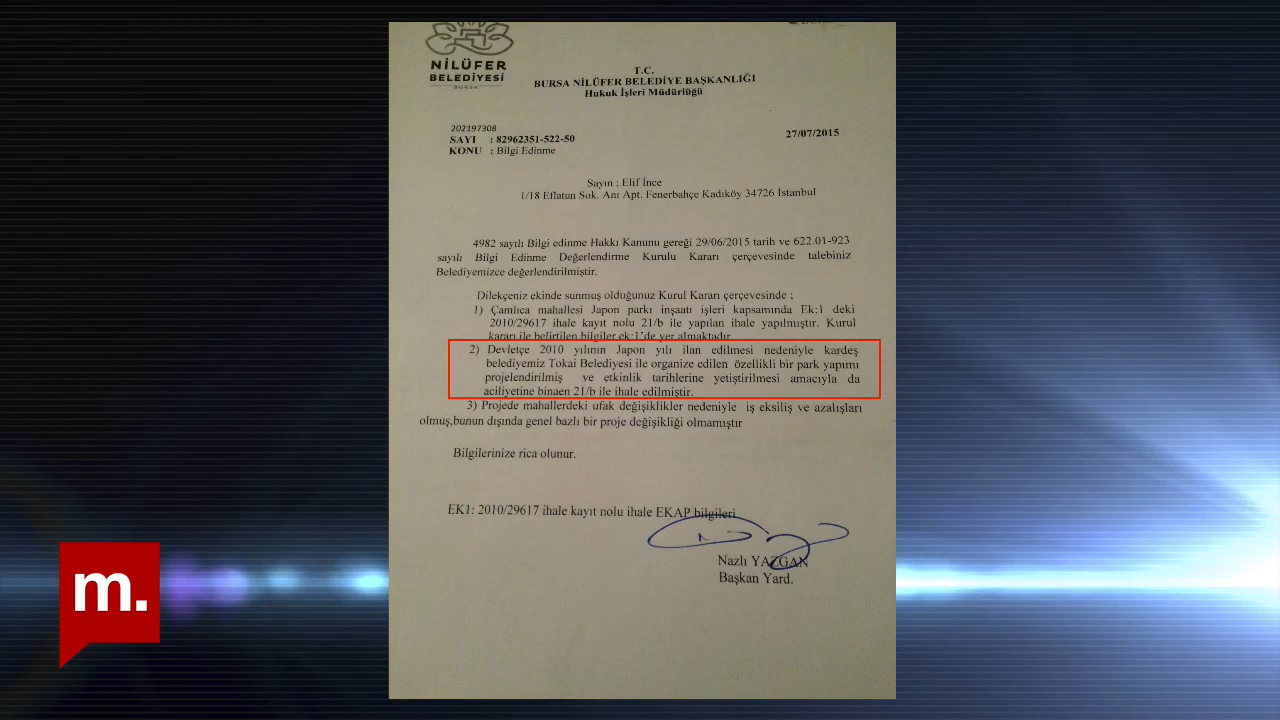 NİLÜFER
BELEDİYESİ
BURSA
T.C.
BURSA NİLÜFER BELEDİYE BAŞKANLIĞI
Hukuk İşleri Müdürlüğü
202197308
SAYI : 82962351-522-50
27/07/2015
KONU : Bilgi Edinme
Sayın ; Elif İnce
1/18 Eflatun Sok. Anı Apt. Fenerbahçe Kadıköy 34726 İstanbul
4982 sayılı Bilgi edinme Hakkı Kanunu gereği 29/06/2015 tarih ve 622.01-923
sayılı Bilgi Edinme Değerlendirme Kurulu Kararı çerçevesinde talebiniz
Belediyemizce değerlendirilmiştir.
Dilekçeniz ekinde sunmuş olduğunuz Kurul Kararı çerçevesinde ;
1) Çamlıca mahallesi Japon parkı inşaatı işleri kapsamında Ek:1 deki
2010/29617 ihale kayıt nolu 21/b ile yapılan ihale yapılmıştır. Kurul
kararı ile belirtilen bilgiler ek:1'de yer almaktadır.
2) Devletçe 2010 yılının Japon yılı ilan edilmesi nedeniyle kardeş
belediyemiz Tokai Belediyesi ile organize edilen özellikli bir park yapımı
projelendirilmiş ve etkinlik tarihlerine yetiştirilmesi amacıyla da
aciliyetine binaen 21/b ile ihale edilmiştir.
3) Projede mahallerdeki ufak değişiklikler nedeniyle iş eksiliş ve azalışları
olmuş,bunun dışında genel bazlı bir proje değişikliği olmamıştır
Bilgilerinize rica olunur.
EK1: 2010/29617 ihale kayıt nolu ihale EKAP bilgileri
Nazlı YAZGAN
Başkan Yard.
m.